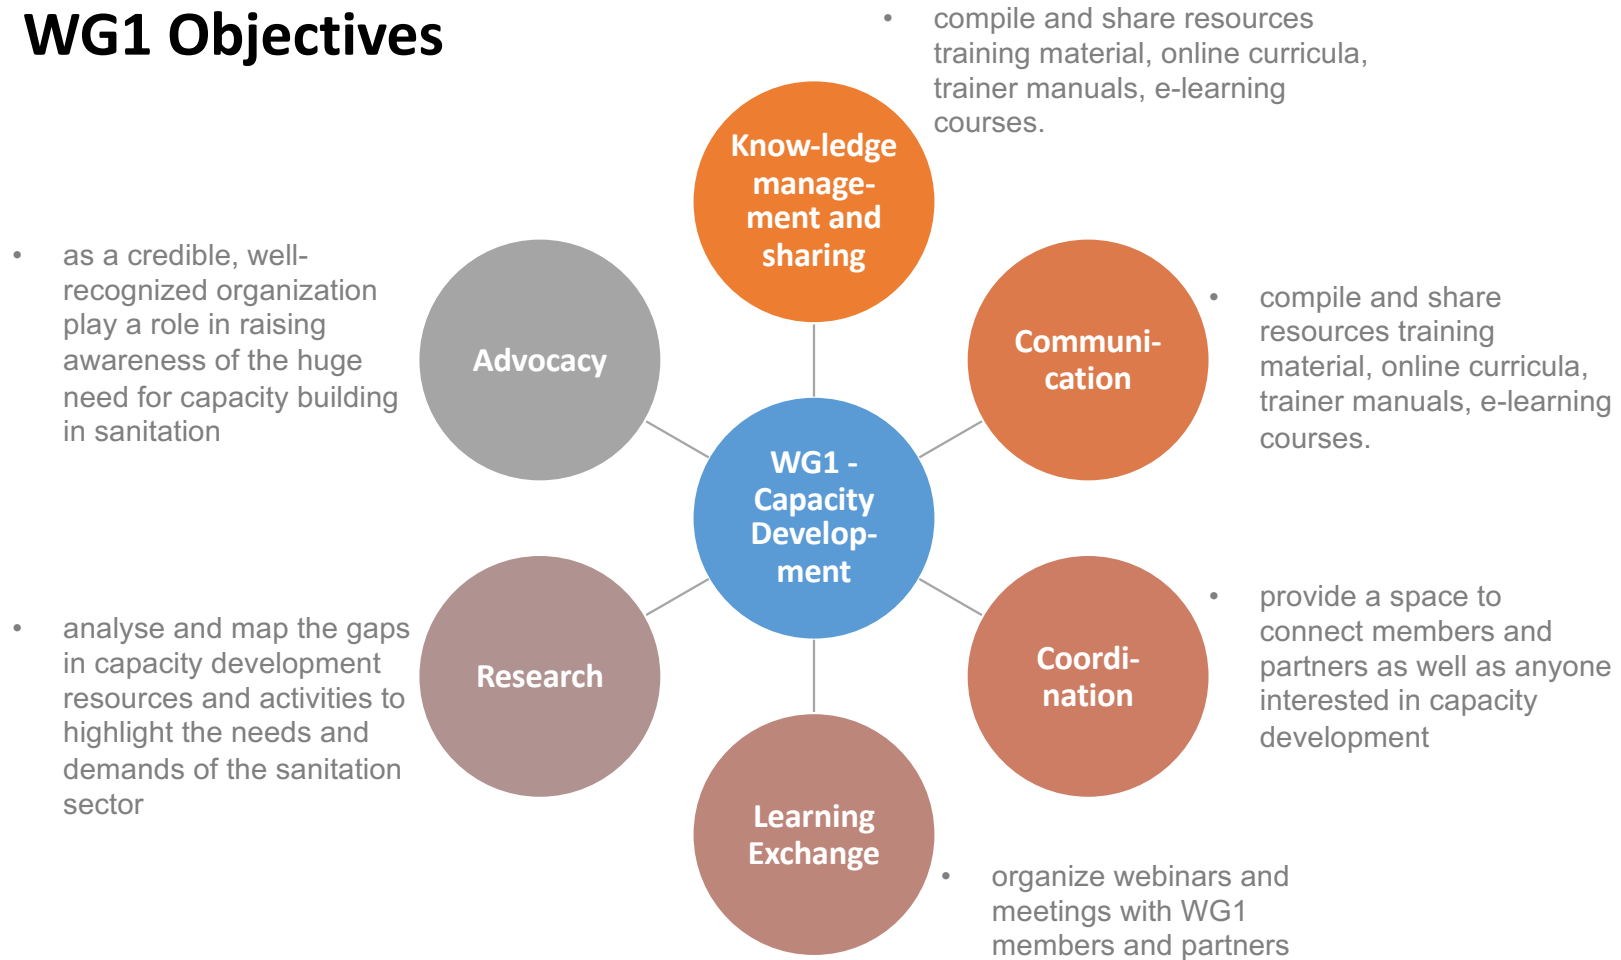 WG1 Objectives
• compile and share resources
training material, online curricula,
trainer manuals, e-learning
courses.
Know-ledge
manage-
ment and
sharing
• as a credible, well-
recognized organization
play a role in raising
awareness of the huge
need for capacity building
in sanitation
Advocacy
Communi-
cation
• compile and share
resources training
material, online curricula,
trainer manuals, e-learning
courses.
WG1 -
Capacity
Develop-
ment
• analyse and map the gaps
in capacity development
resources and activities to
highlight the needs and
demands of the sanitation
sector
Research
Coordi-
nation
• provide a space to
connect members and
partners as well as anyone
interested in capacity
development
Learning
Exchange
• organize webinars and
meetings with WG1
members and partners